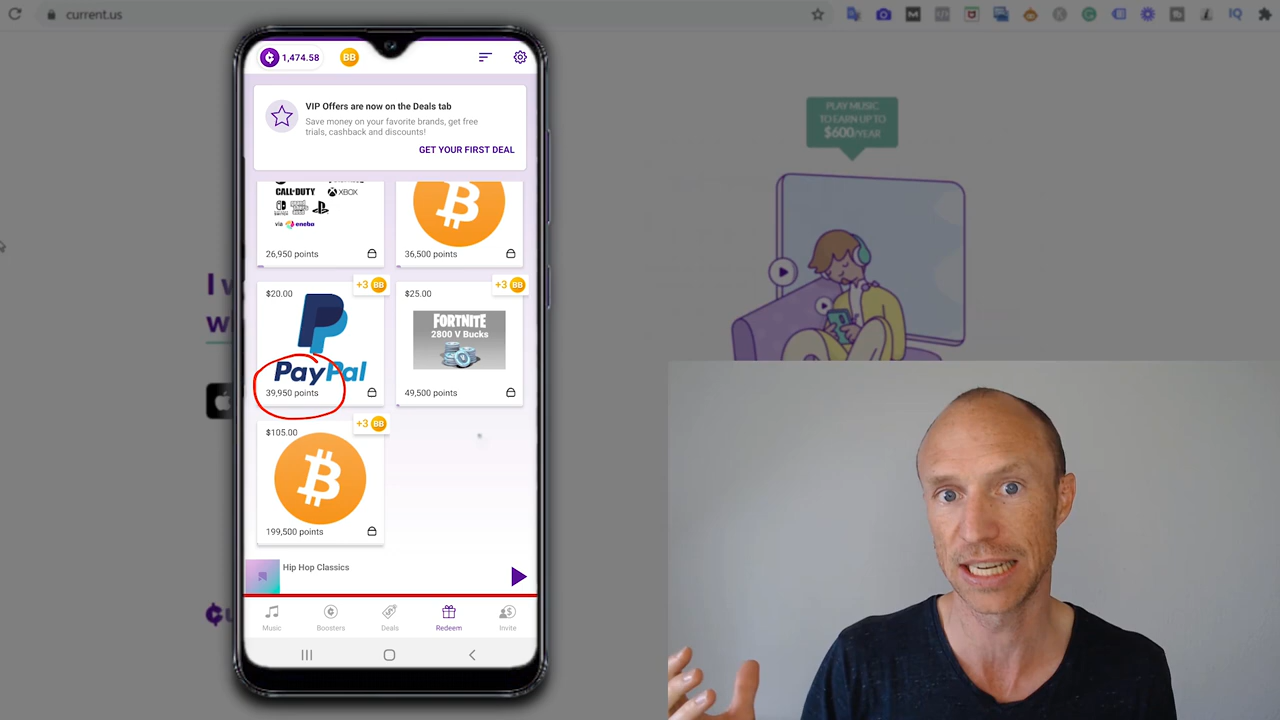 current.us
IQ
1,474.58
BB
VIP Offers are now on the Deals tab
Save money on your favorite brands, get free
trials, cashback and discounts!
GET YOUR FIRST DEAL
CALL·DUTY
XBOX
via eneba
26,950 points
36,500 points
+3 BB
$20.00
PayPal
39,950 points
+3 BB
$25.00
FORTNITE
2800 V Bucks
49,500 points
+3 BB
$105.00
199,500 points
Hip Hop Classics
Music
Boosters
Deals
Redeem
Invite
PLAY MUSIC
TO EARN UP TO
$600/YEAR